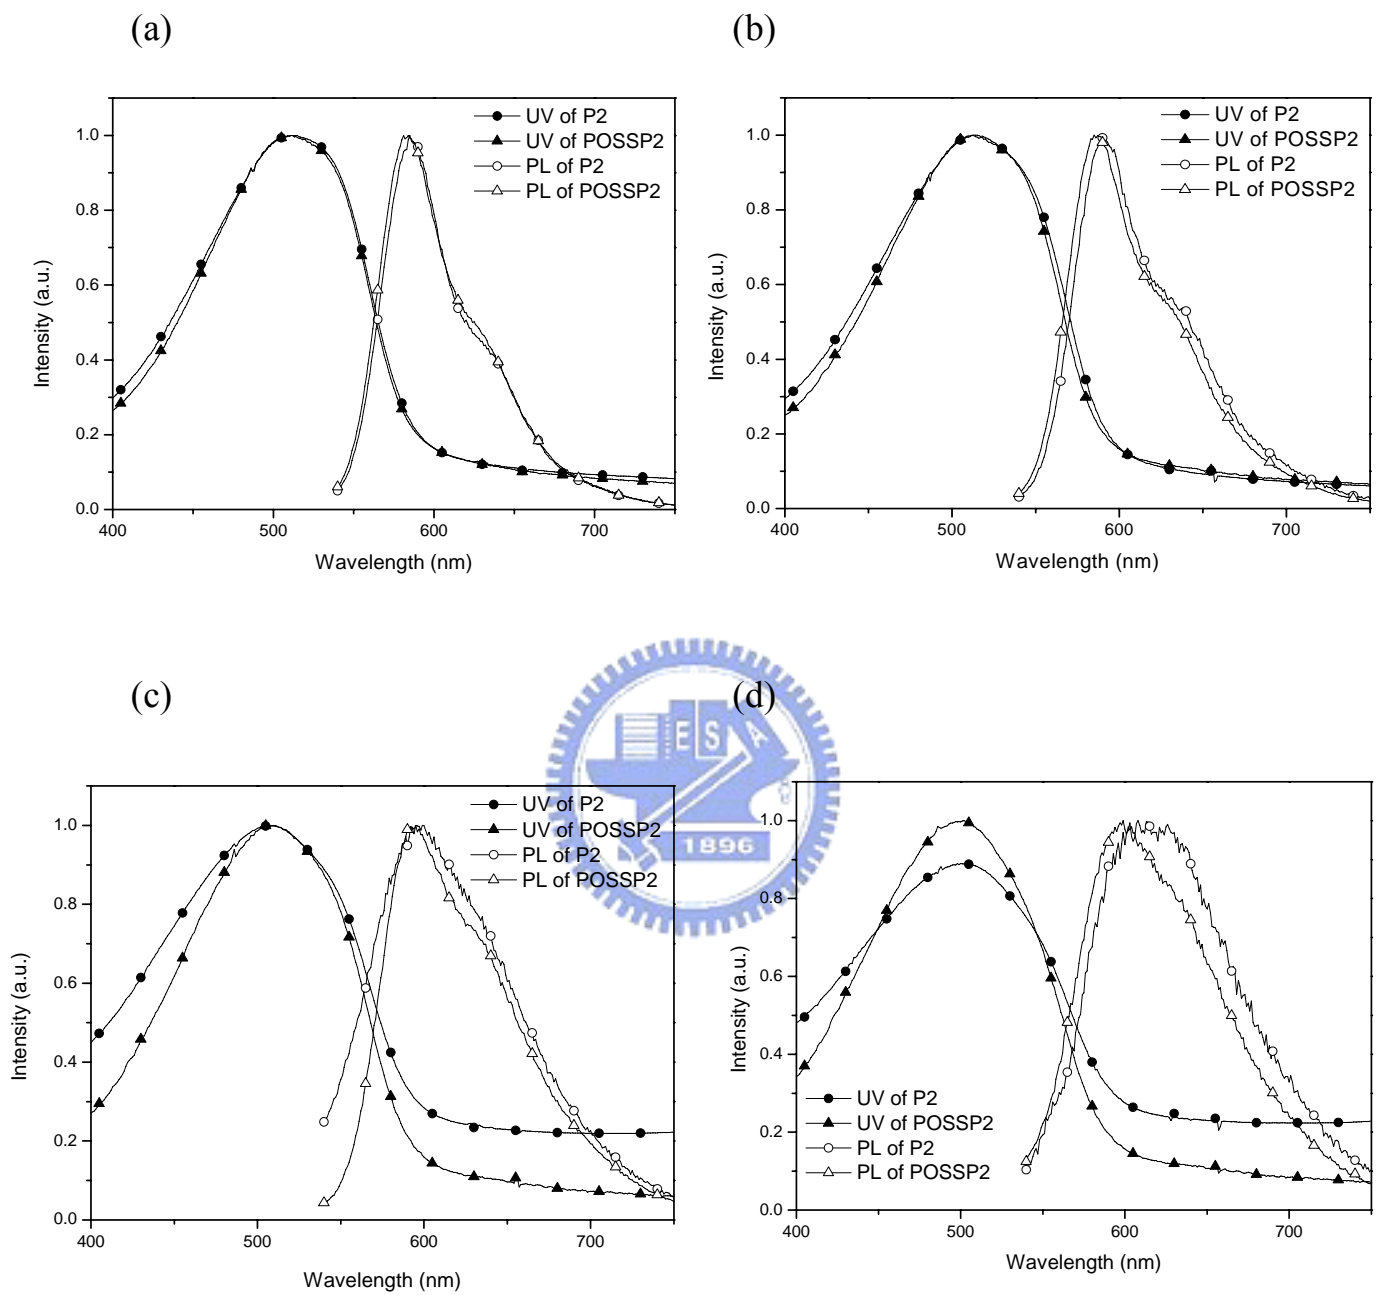 (a)
(b)
UV of P2
UV of POSSP2
PL of P2
PL of POSSP2
1.0
0.8
0.6
0.4
0.2
0.0
400
500
600
700
Intensity (a.u.)
Wavelength (nm)
UV of P2
UV of POSSP2
PL of P2
PL of POSSP2
1.0
0.8
0.6
0.4
0.2
0.0
400
500
600
700
Intensity (a.u.)
Wavelength (nm)
(c)
(d)
E S A
1896
UV of P2
UV of POSSP2
PL of P2
PL of POSSP2
1.0
0.8
0.6
0.4
0.2
0.0
400
500
600
700
Intensity (a.u.)
Wavelength (nm)
UV of P2
UV of POSSP2
PL of P2
PL of POSSP2
1.0
0.8
0.6
0.4
0.2
0.0
400
500
600
700
Intensity (a.u.)
Wavelength (nm)